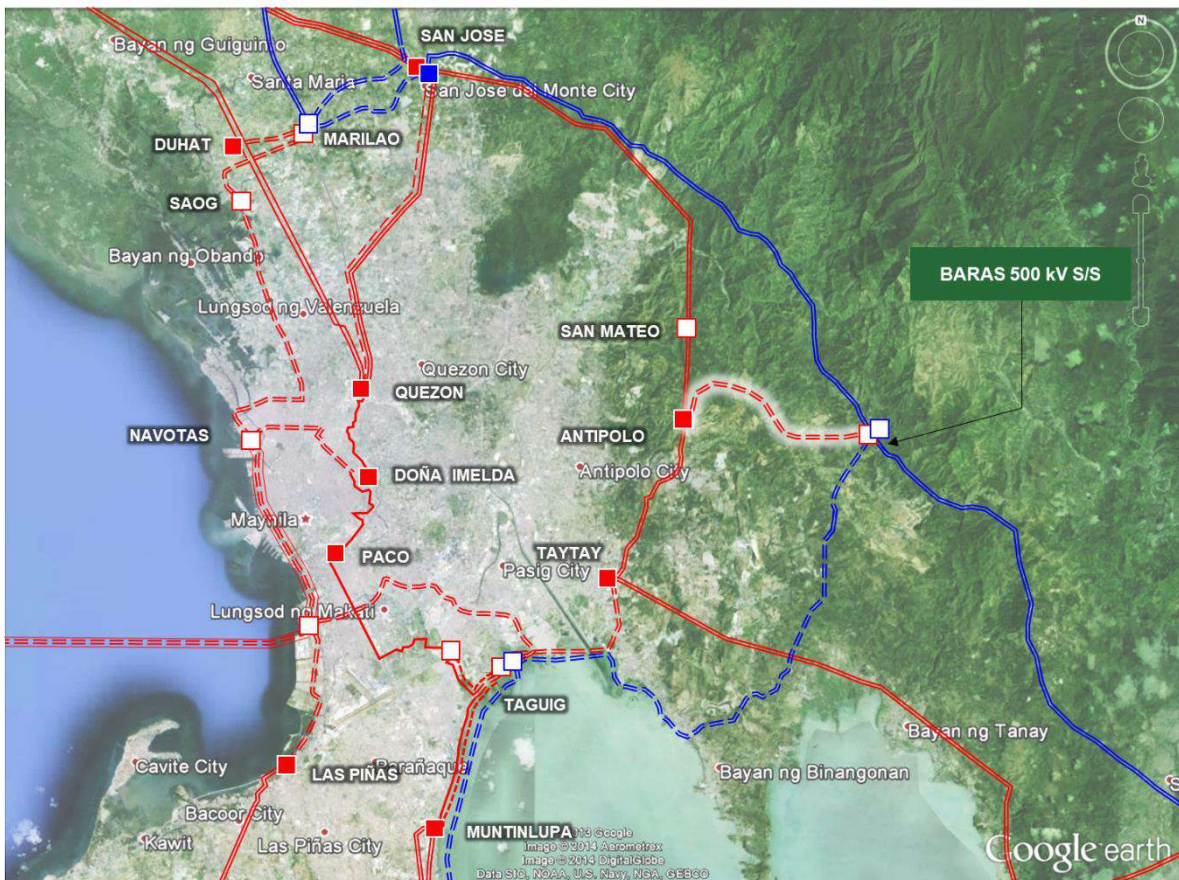 SAN JOSE
Bayan ng Guiguinto
Santa Maria
San Jose del Monte City
N
DUHAT
MARILAO
SAOG
Bayan ng Obando
BARAS 500 kV S/S
Lungsod ng Valenzuela
SAN MATEO
Quezon City
QUEZON
NAVOTAS
ANTIPOLO
DOÑA IMELDA
Antipolo City
Maynila
PACO
TAYTAY
Pasig City
Lungsod ng Makati
TAGUIG
Bayan ng Tanay
Cavite City
LAS PIÑAS
Parañaque
Bayan ng Binangonan
S
Bacoor City
MUNTINLUPA
Kawit
Las Piñas City
2013 Google
Image © 2014 Aerometrex
Image © 2014 DigitalGlobe
Data SIO, NOAA, U.S. Navy, NGA, GEBCO
Google earth